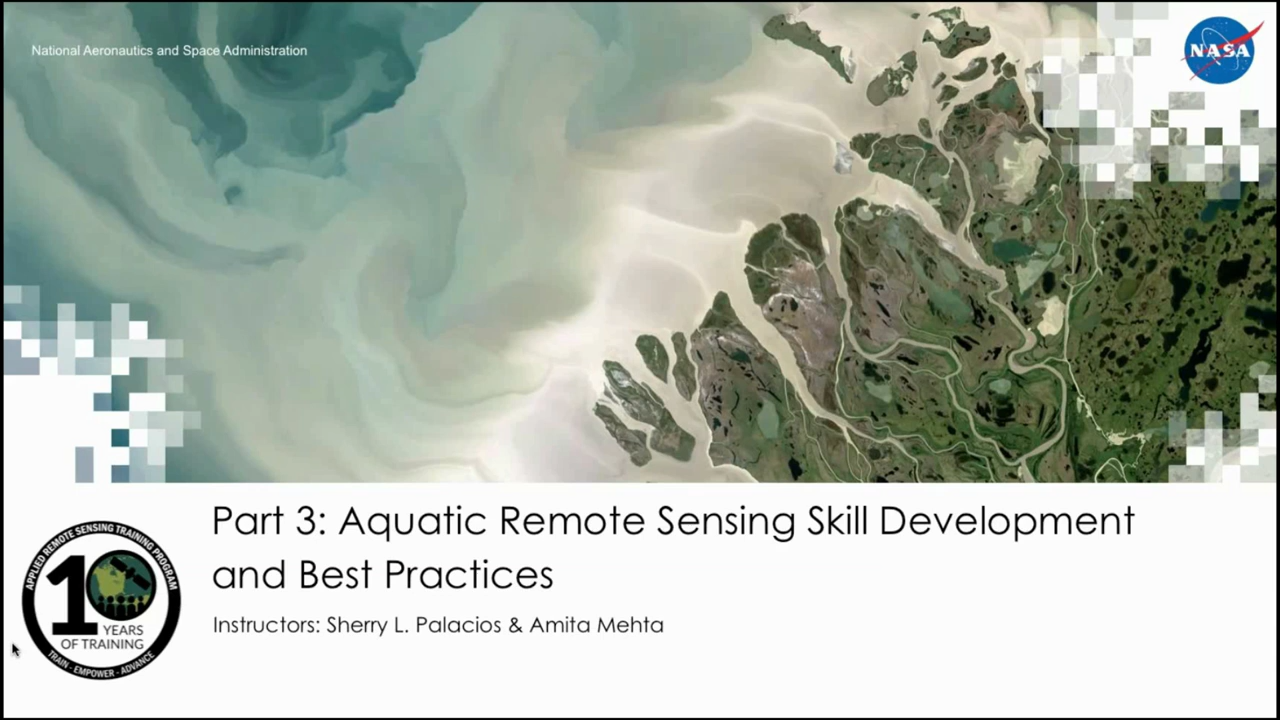 National Aeronautics and Space Administration
NASA
Part 3: Aquatic Remote Sensing Skill Development
and Best Practices
Instructors: Sherry L. Palacios & Amita Mehta
APPLIED REMOTE SENSING TRAINING PROGRAM
10
YEARS
OF TRAINING
TRAIN - EMPOWER - ADVANCE